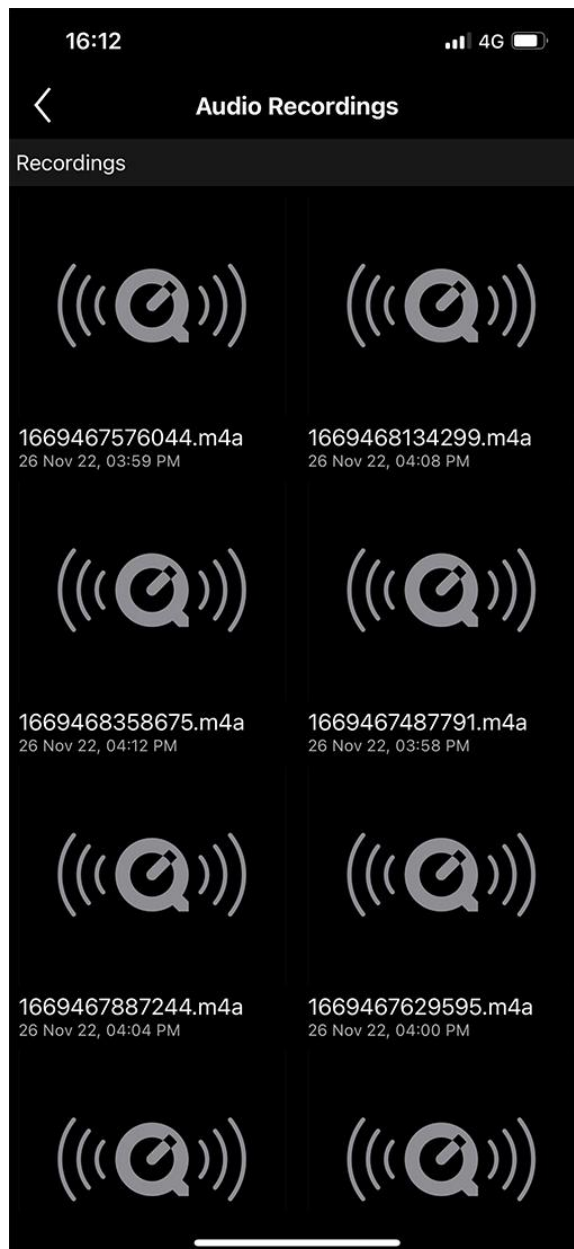 16:12 4G
Audio Recordings
Recordings
1669467576044.m4a 1669468134299.m4a
26 Nov 22, 03:59 PM 26 Nov 22, 04:08 PM
1669468358675.m4a 1669467487791.m4a
26 Nov 22, 04:12 PM 26 Nov 22, 03:58 PM
1669467887244.m4a 1669467629595.m4a
26 Nov 22, 04:04 PM 26 Nov 22, 04:00 PM